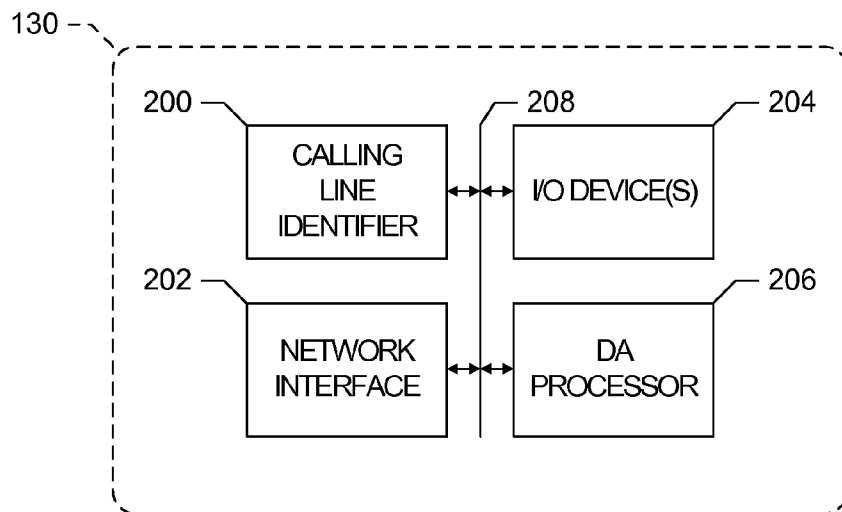 130
200
208
204
CALLING
LINE
IDENTIFIER
I/O DEVICE(S)
202
206
NETWORK
INTERFACE
DA
PROCESSOR